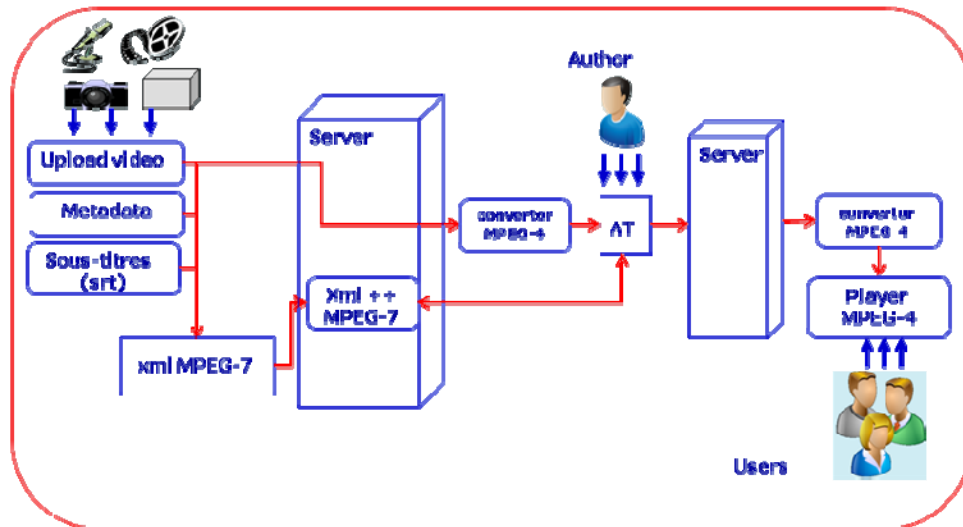 Author
Server
Server
Upload video
Metadata
Sous-titres
(srt)
converter
MPEG-4
AT
converter
MPEG-4
Xml ++
MPEG-7
Player
MPEG-4
xml MPEG-7
Users